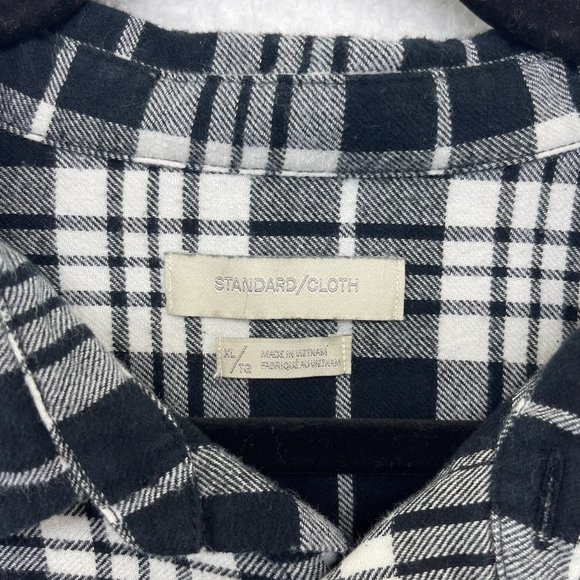 STANDARD/CLOTH
XL/TG
MADE IN VIETNAM
FABRIQUÉ AU VIETNAM